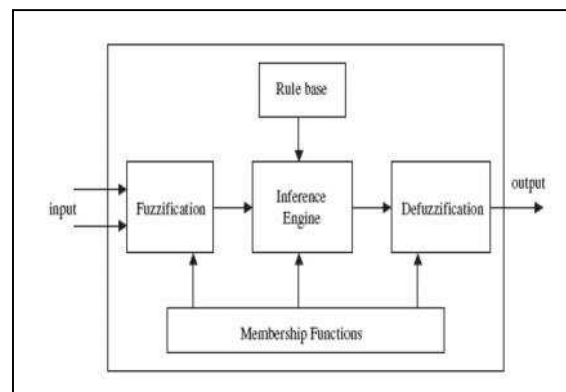 Rule base
input
Fuzzification
Inference
Engine
Defuzzification
output
Membership Functions